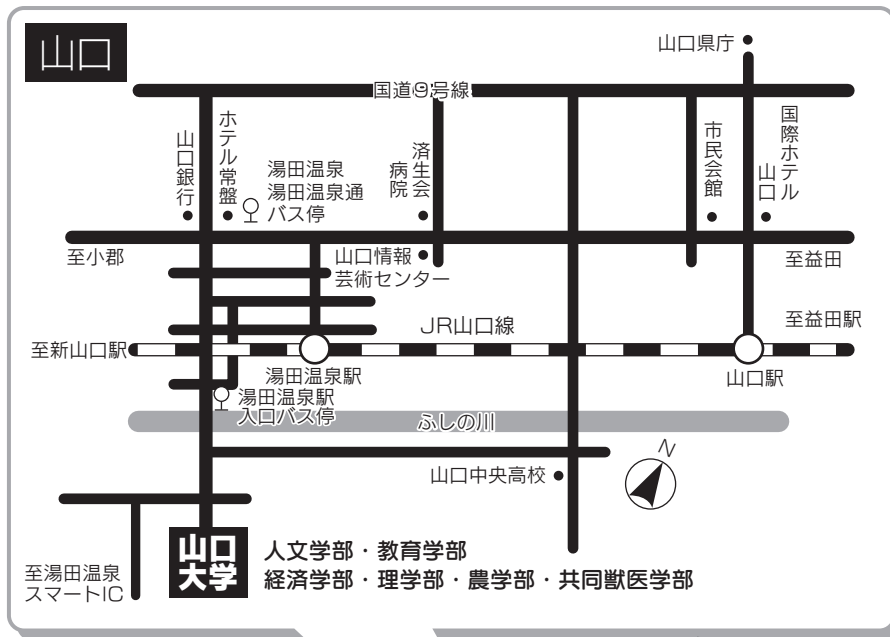 山口
山口県庁
国道9号線
山口銀行
ホテル常盤
湯田温泉
湯田温泉通
バス停
済生会
病院
市民会館
国際ホテル
山口
至小郡
山口情報
芸術センター
至益田
JR山口線
至益田駅
至新山口駅
湯田温泉駅
山口駅
湯田温泉駅
入口バス停
ふしの川
山口中央高校
N
山口
大学
人文学部・教育学部
経済学部・理学部・農学部・共同獣医学部
至湯田温泉
スマートIC